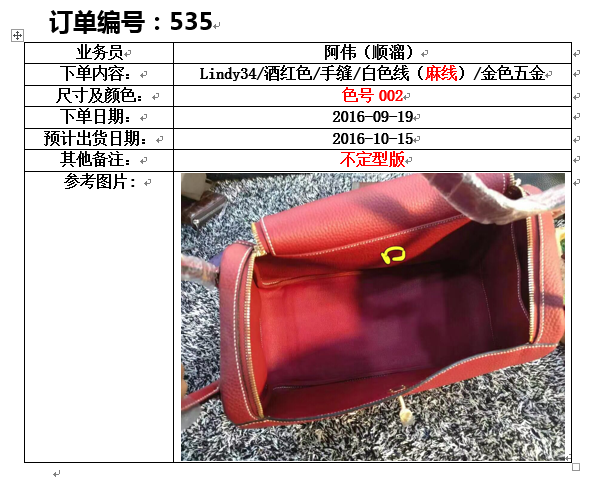 订单编号：535
业务员 阿伟（顺溜）
下单内容： Lindy34/酒红色/手缝/白色线（麻线）/金色五金
尺寸及颜色： 色号 002
下单日期： 2016-09-19
预计出货日期： 2016-10-15
其他备注： 不定型版
参考图片：